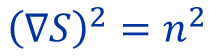 (∇S)² = n²